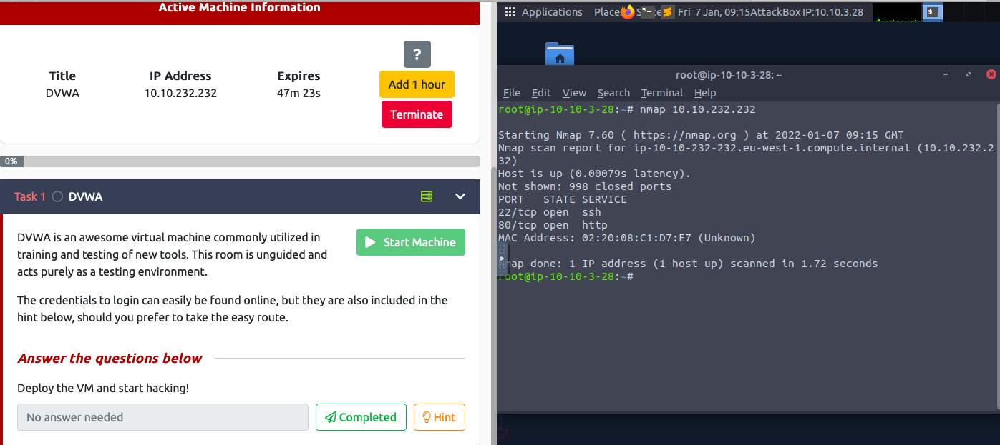 Active Machine Information
?
Title IP Address Expires
Add 1 hour
DVWA 10.10.232.232 47m 23s
Terminate
0%
Task 1 DVWA
DVWA is an awesome virtual machine commonly utilized in
training and testing of new tools. This room is unguided and
acts purely as a testing environment.
Start Machine
The credentials to login can easily be found online, but they are also included in the
hint below, should you prefer to take the easy route.
Answer the questions below
Deploy the VM and start hacking!
No answer needed Completed Hint
Applications Fri 7 Jan, 09:15 AttackBox IP:10.10.3.28
root@ip-10-10-3-28: ~
File Edit View Search Terminal Help
root@ip-10-10-3-28:~# nmap 10.10.232.232
Starting Nmap 7.60 ( https://nmap.org ) at 2022-01-07 09:15 GMT
Nmap scan report for ip-10-10-232-232.eu-west-1.compute.internal (10.10.232.2
32)
Host is up (0.00079s latency).
Not shown: 998 closed ports
PORT STATE SERVICE
22/tcp open ssh
80/tcp open http
MAC Address: 02:20:08:C1:D7:E7 (Unknown)
map done: 1 IP address (1 host up) scanned in 1.72 seconds
root@ip-10-10-3-28:~#